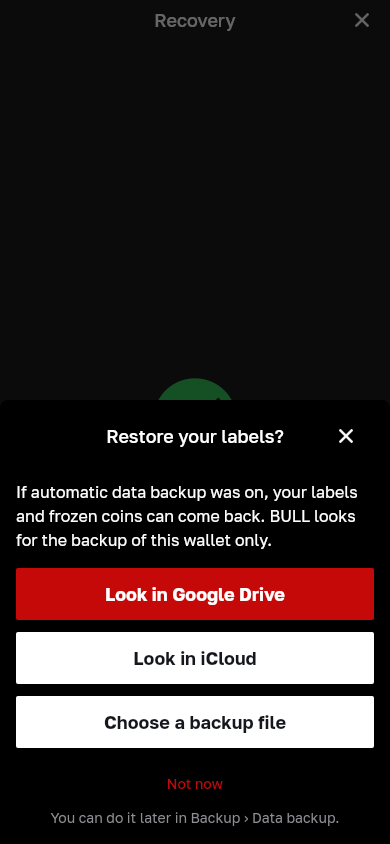 Recovery
Restore your labels?
If automatic data backup was on, your labels
and frozen coins can come back. BULL looks
for the backup of this wallet only.
Look in Google Drive
Look in iCloud
Choose a backup file
Not now
You can do it later in Backup › Data backup.